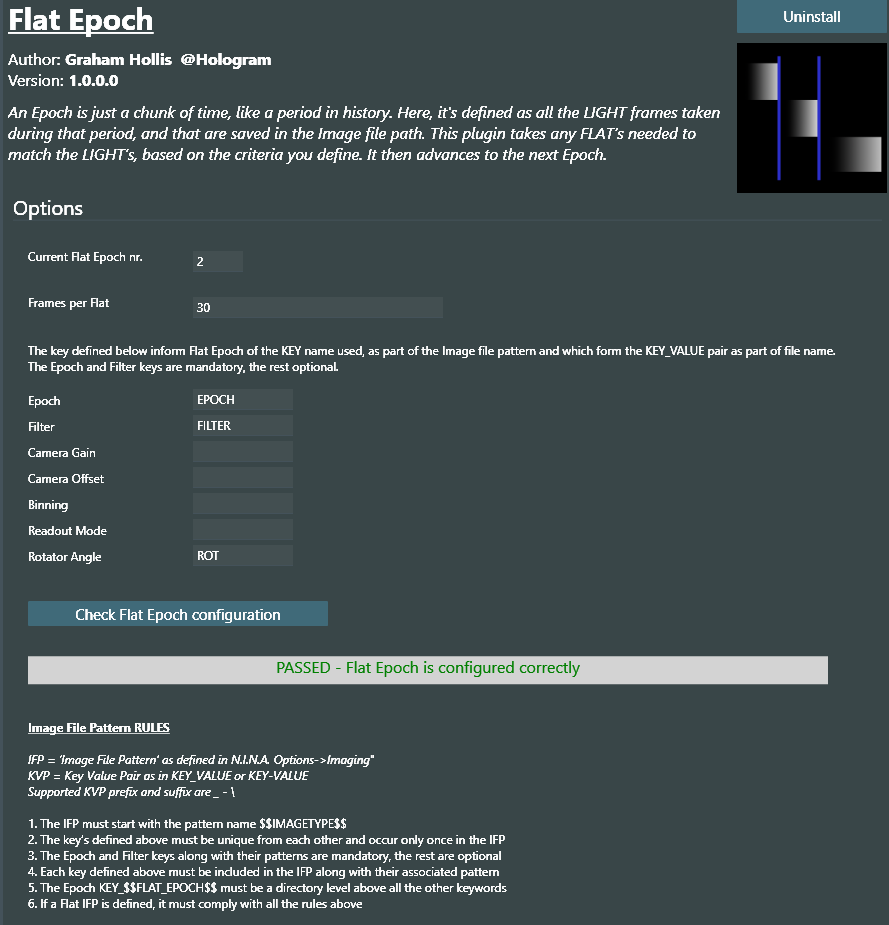 Flat Epoch
Uninstall
Author: Graham Hollis @Hologram
Version: 1.0.0.0
An Epoch is just a chunk of time, like a period in history. Here, it's defined as all the LIGHT frames taken
during that period, and that are saved in the Image file path. This plugin takes any FLAT's needed to
match the LIGHT's, based on the criteria you define. It then advances to the next Epoch.
Options
Current Flat Epoch nr. 2
Frames per Flat 30
The key defined below inform Flat Epoch of the KEY name used, as part of the Image file pattern and which form the KEY_VALUE pair as part of file name.
The Epoch and Filter keys are mandatory, the rest optional.
Epoch EPOCH
Filter FILTER
Camera Gain
Camera Offset
Binning
Readout Mode
Rotator Angle ROT
Check Flat Epoch configuration
PASSED - Flat Epoch is configured correctly
Image File Pattern RULES
IFP = 'Image File Pattern' as defined in N.I.N.A. Options->Imaging"
KVP = Key Value Pair as in KEY_VALUE or KEY-VALUE
Supported KVP prefix and suffix are _ - \
1. The IFP must start with the pattern name $$IMAGETYPE$$
2. The key's defined above must be unique from each other and occur only once in the IFP
3. The Epoch and Filter keys along with their patterns are mandatory, the rest are optional
4. Each key defined above must be included in the IFP along with their associated pattern
5. The Epoch KEY_$$FLAT_EPOCH$$ must be a directory level above all the other keywords
6. If a Flat IFP is defined, it must comply with all the rules above